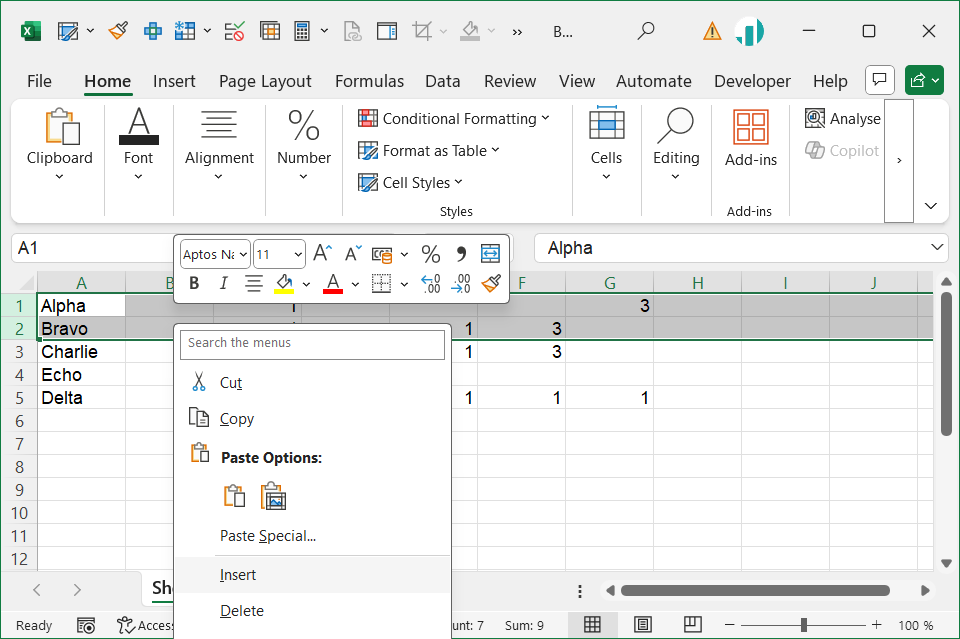 B...
File Home Insert Page Layout Formulas Data Review View Automate Developer Help
Clipboard Font Alignment Number
Conditional Formatting
Format as Table
Cell Styles
Styles
Cells Editing Add-ins
Add-ins
Analyse
Copilot
A1 Alpha
Aptos Na 11 A A % 9
B I A .00 .00
A B F G H I J
1 Alpha 1 3
2 Bravo 1 3
3 Charlie 1 3
4 Echo
5 Delta 1 1 1
6
7
8
9
10
11
12
Search the menus
Cut
Copy
Paste Options:
Paste Special...
Insert
Delete
Ready Sum: 9 100 %